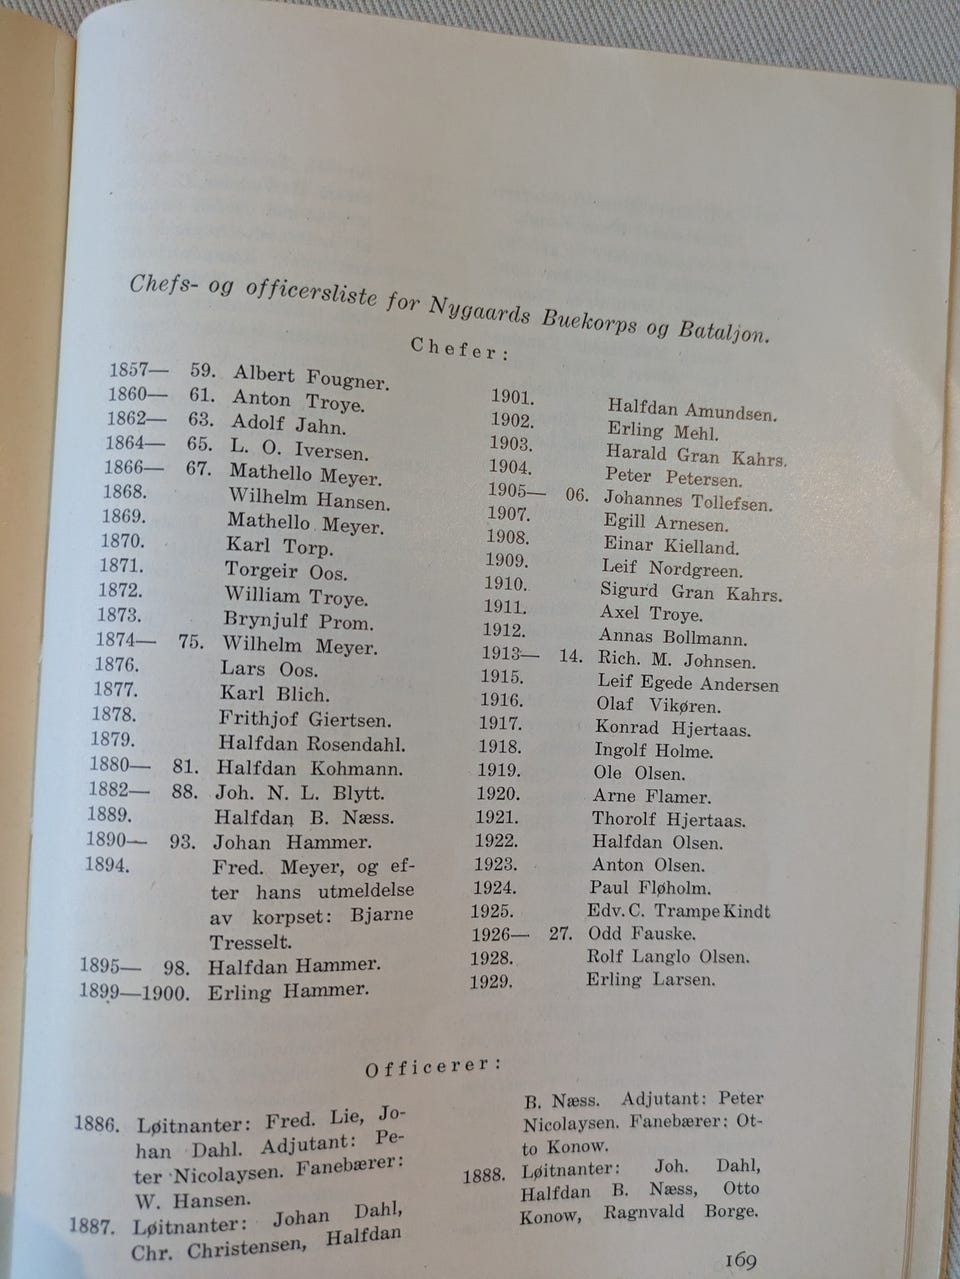 Chefs- og officersliste for Nygaards Buekorps og Bataljon.
Chefer:
1857— 59. Albert Fougner.
1860— 61. Anton Troye.
1862— 63. Adolf Jahn.
1864— 65. L. O. Iversen.
1866— 67. Mathello Meyer.
1868. Wilhelm Hansen.
1869. Mathello Meyer.
1870. Karl Torp.
1871. Torgeir Oos.
1872. William Troye.
1873. Brynjulf Prom.
1874— 75. Wilhelm Meyer.
1876. Lars Oos.
1877. Karl Blich.
1878. Frithjof Giertsen.
1879. Halfdan Rosendahl.
1880— 81. Halfdan Kohmann.
1882— 88. Joh. N. L. Blytt.
1889. Halfdan B. Næss.
1890— 93. Johan Hammer.
1894. Fred. Meyer, og ef-
ter hans utmeldelse
av korpset: Bjarne
Tresselt.
1895— 98. Halfdan Hammer.
1899—1900. Erling Hammer.
1901. Halfdan Amundsen.
1902. Erling Mehl.
1903. Harald Gran Kahrs.
1904. Peter Petersen.
1905— 06. Johannes Tollefsen.
1907. Egill Arnesen.
1908. Einar Kielland.
1909. Leif Nordgreen.
1910. Sigurd Gran Kahrs.
1911. Axel Troye.
1912. Annas Bollmann.
1913— 14. Rich. M. Johnsen.
1915. Leif Egede Andersen
1916. Olaf Vikøren.
1917. Konrad Hjertaas.
1918. Ingolf Holme.
1919. Ole Olsen.
1920. Arne Flamer.
1921. Thorolf Hjertaas.
1922. Halfdan Olsen.
1923. Anton Olsen.
1924. Paul Fløholm.
1925. Edv. C. Trampe Kindt
1926— 27. Odd Fauske.
1928. Rolf Langlo Olsen.
1929. Erling Larsen.
Officerer:
1886. Løitnanter: Fred. Lie, Jo-
han Dahl. Adjutant: Pe-
ter Nicolaysen. Fanebærer:
W. Hansen.
1887. Løitnanter: Johan Dahl,
Chr. Christensen, Halfdan
B. Næss. Adjutant: Peter
Nicolaysen. Fanebærer: Ot-
to Konow.
1888. Løitnanter: Joh. Dahl,
Halfdan B. Næss, Otto
Konow, Ragnvald Borge.
169